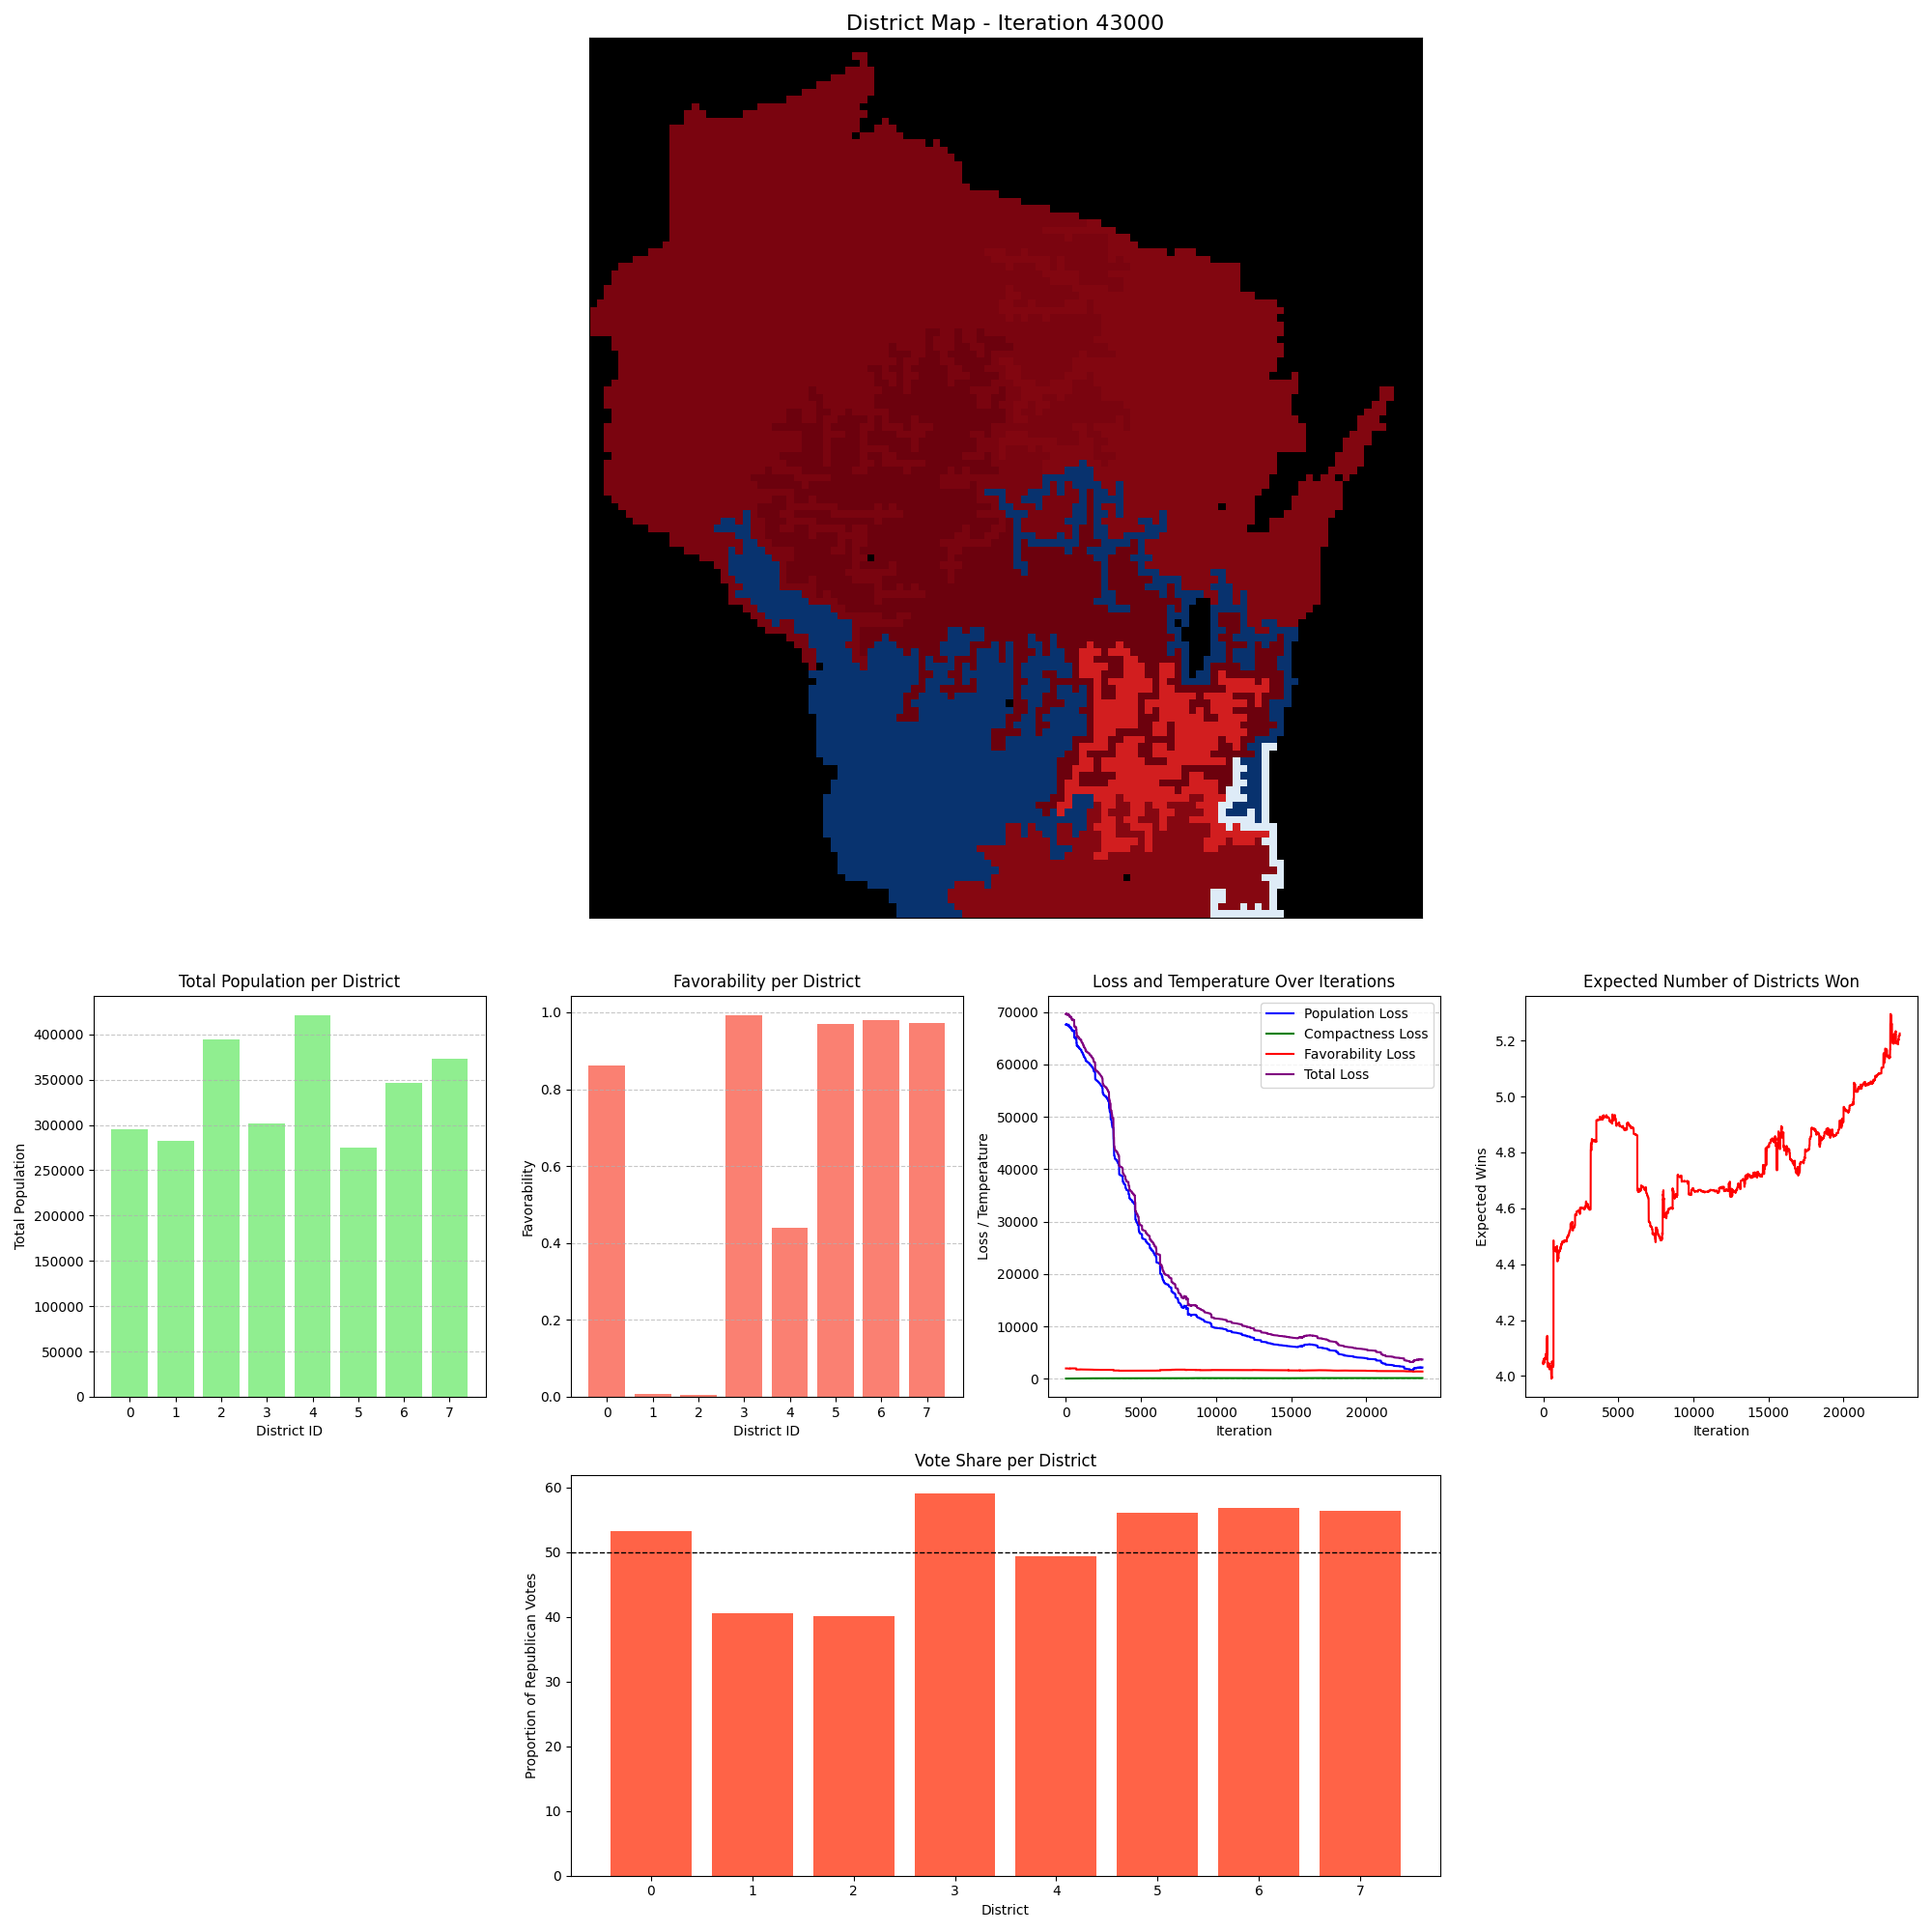 District Map - Iteration 43000
Total Population per District
Total Population
400000
350000
300000
250000
200000
150000
100000
50000
0
0 1 2 3 4 5 6 7
District ID
Favorability per District
Favorability
1.0
0.8
0.6
0.4
0.2
0.0
0 1 2 3 4 5 6 7
District ID
Loss and Temperature Over Iterations
Loss / Temperature
70000
60000
50000
40000
30000
20000
10000
0
Population Loss
Compactness Loss
Favorability Loss
Total Loss
0 5000 10000 15000 20000
Iteration
Expected Number of Districts Won
Expected Wins
5.2
5.0
4.8
4.6
4.4
4.2
4.0
0 5000 10000 15000 20000
Iteration
Vote Share per District
Proportion of Republican Votes
60
50
40
30
20
10
0
0 1 2 3 4 5 6 7
District